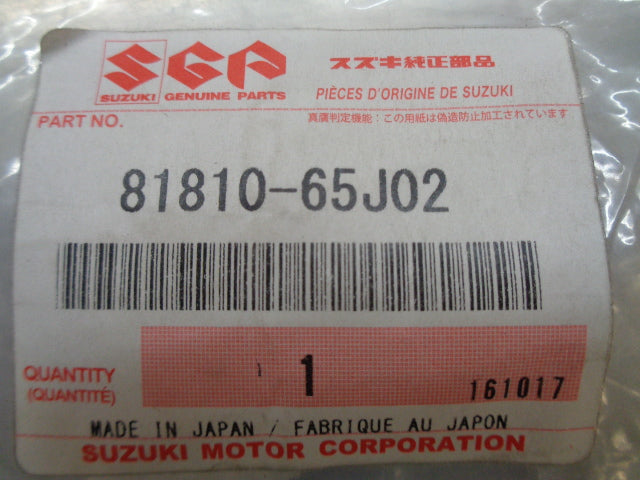 SGP
スズキ純正部品
SUZUKI GENUINE PARTS
PIÈCES D'ORIGINE DE SUZUKI
PART NO.
真贋判定機能：この用紙は偽造防止加工されています
81810-65J02
QUANTITY
(QUANTITÉ)
1
161017
MADE IN JAPAN / FABRIQUE AU JAPON
SUZUKI MOTOR CORPORATION